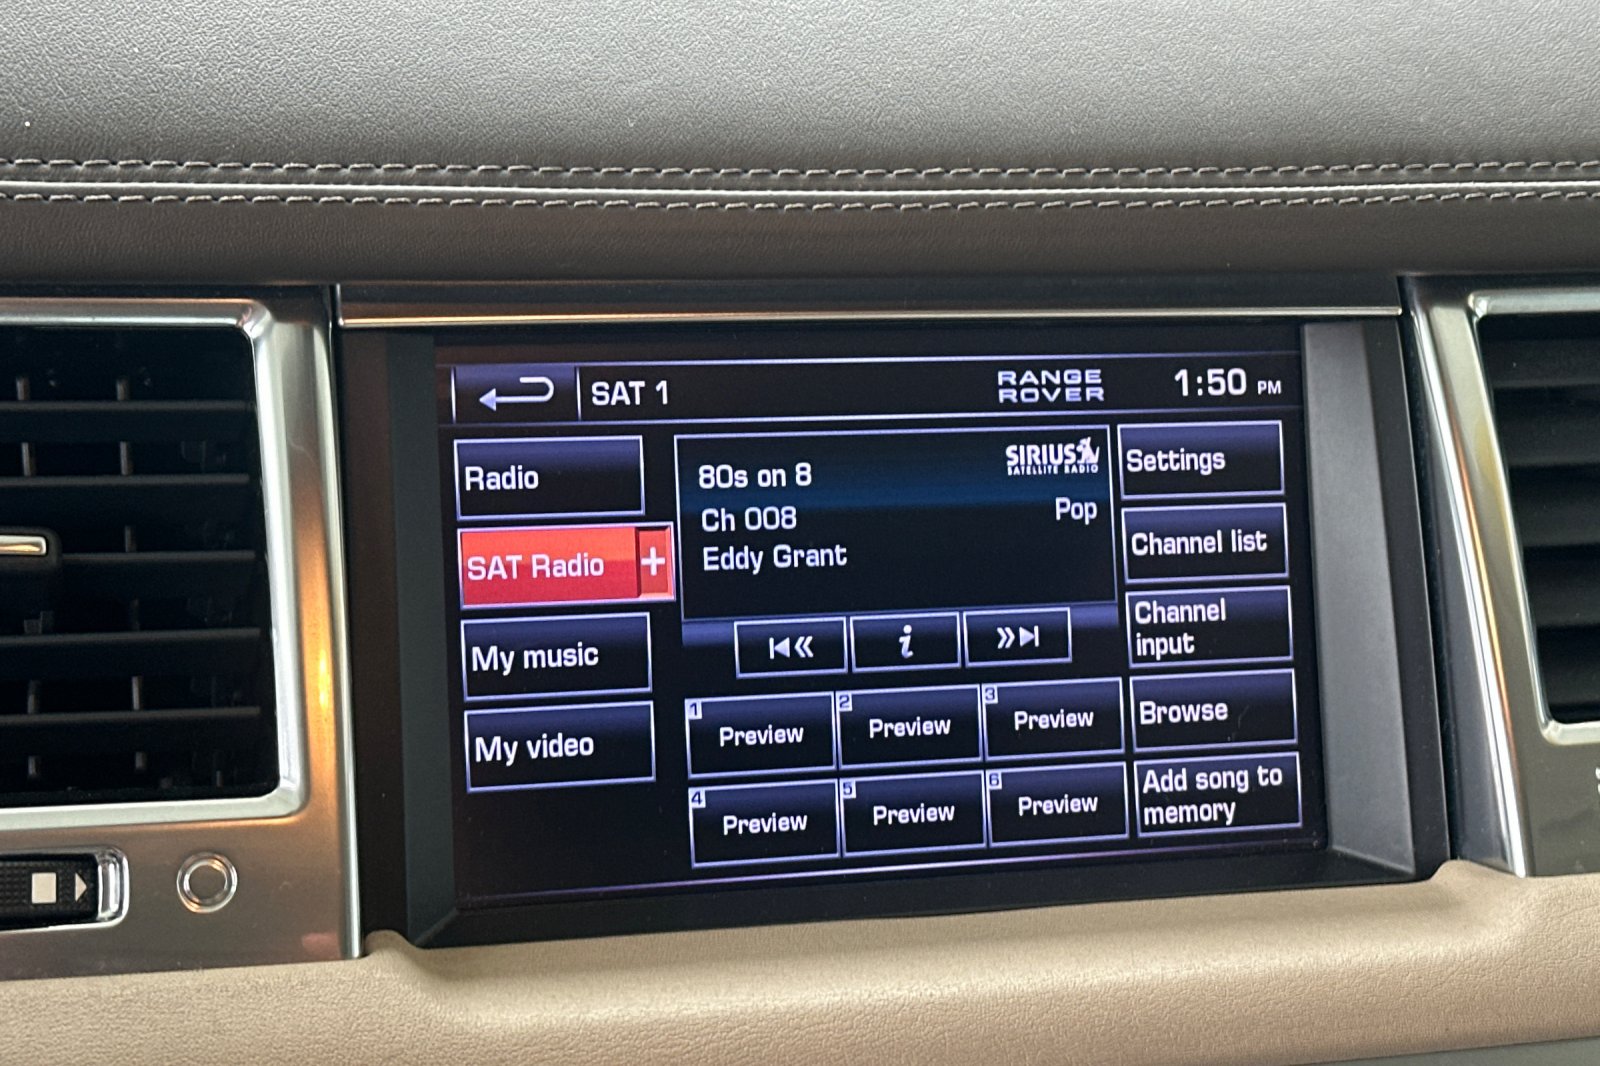 SAT 1
RANGE
ROVER
1:50 PM
Radio
SAT Radio +
My music
My video
80s on 8
SIRIUS
SATELLITE RADIO
Ch 008
Pop
Eddy Grant
i
1 Preview
2 Preview
3 Preview
4 Preview
5 Preview
6 Preview
Settings
Channel list
Channel
input
Browse
Add song to
memory